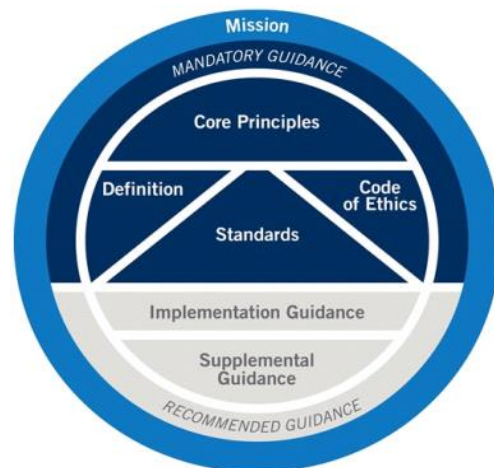 Mission
MANDATORY GUIDANCE
Core Principles
Definition
Code
of Ethics
Standards
Implementation Guidance
Supplemental
Guidance
RECOMMENDED GUIDANCE